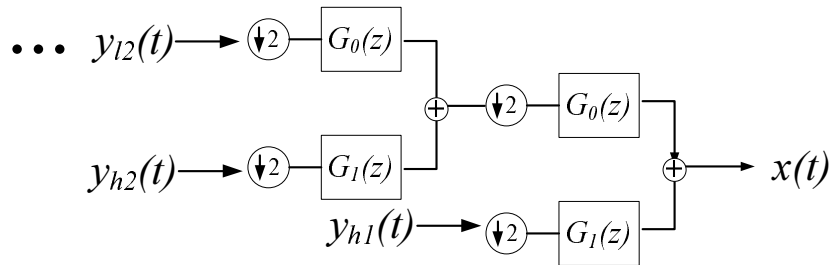 ... y_{l2}(t) ↓2 G_0(z)
+ ↓2 G_0(z)
y_{h2}(t) ↓2 G_1(z)
+ x(t)
y_{h1}(t) ↓2 G_1(z)